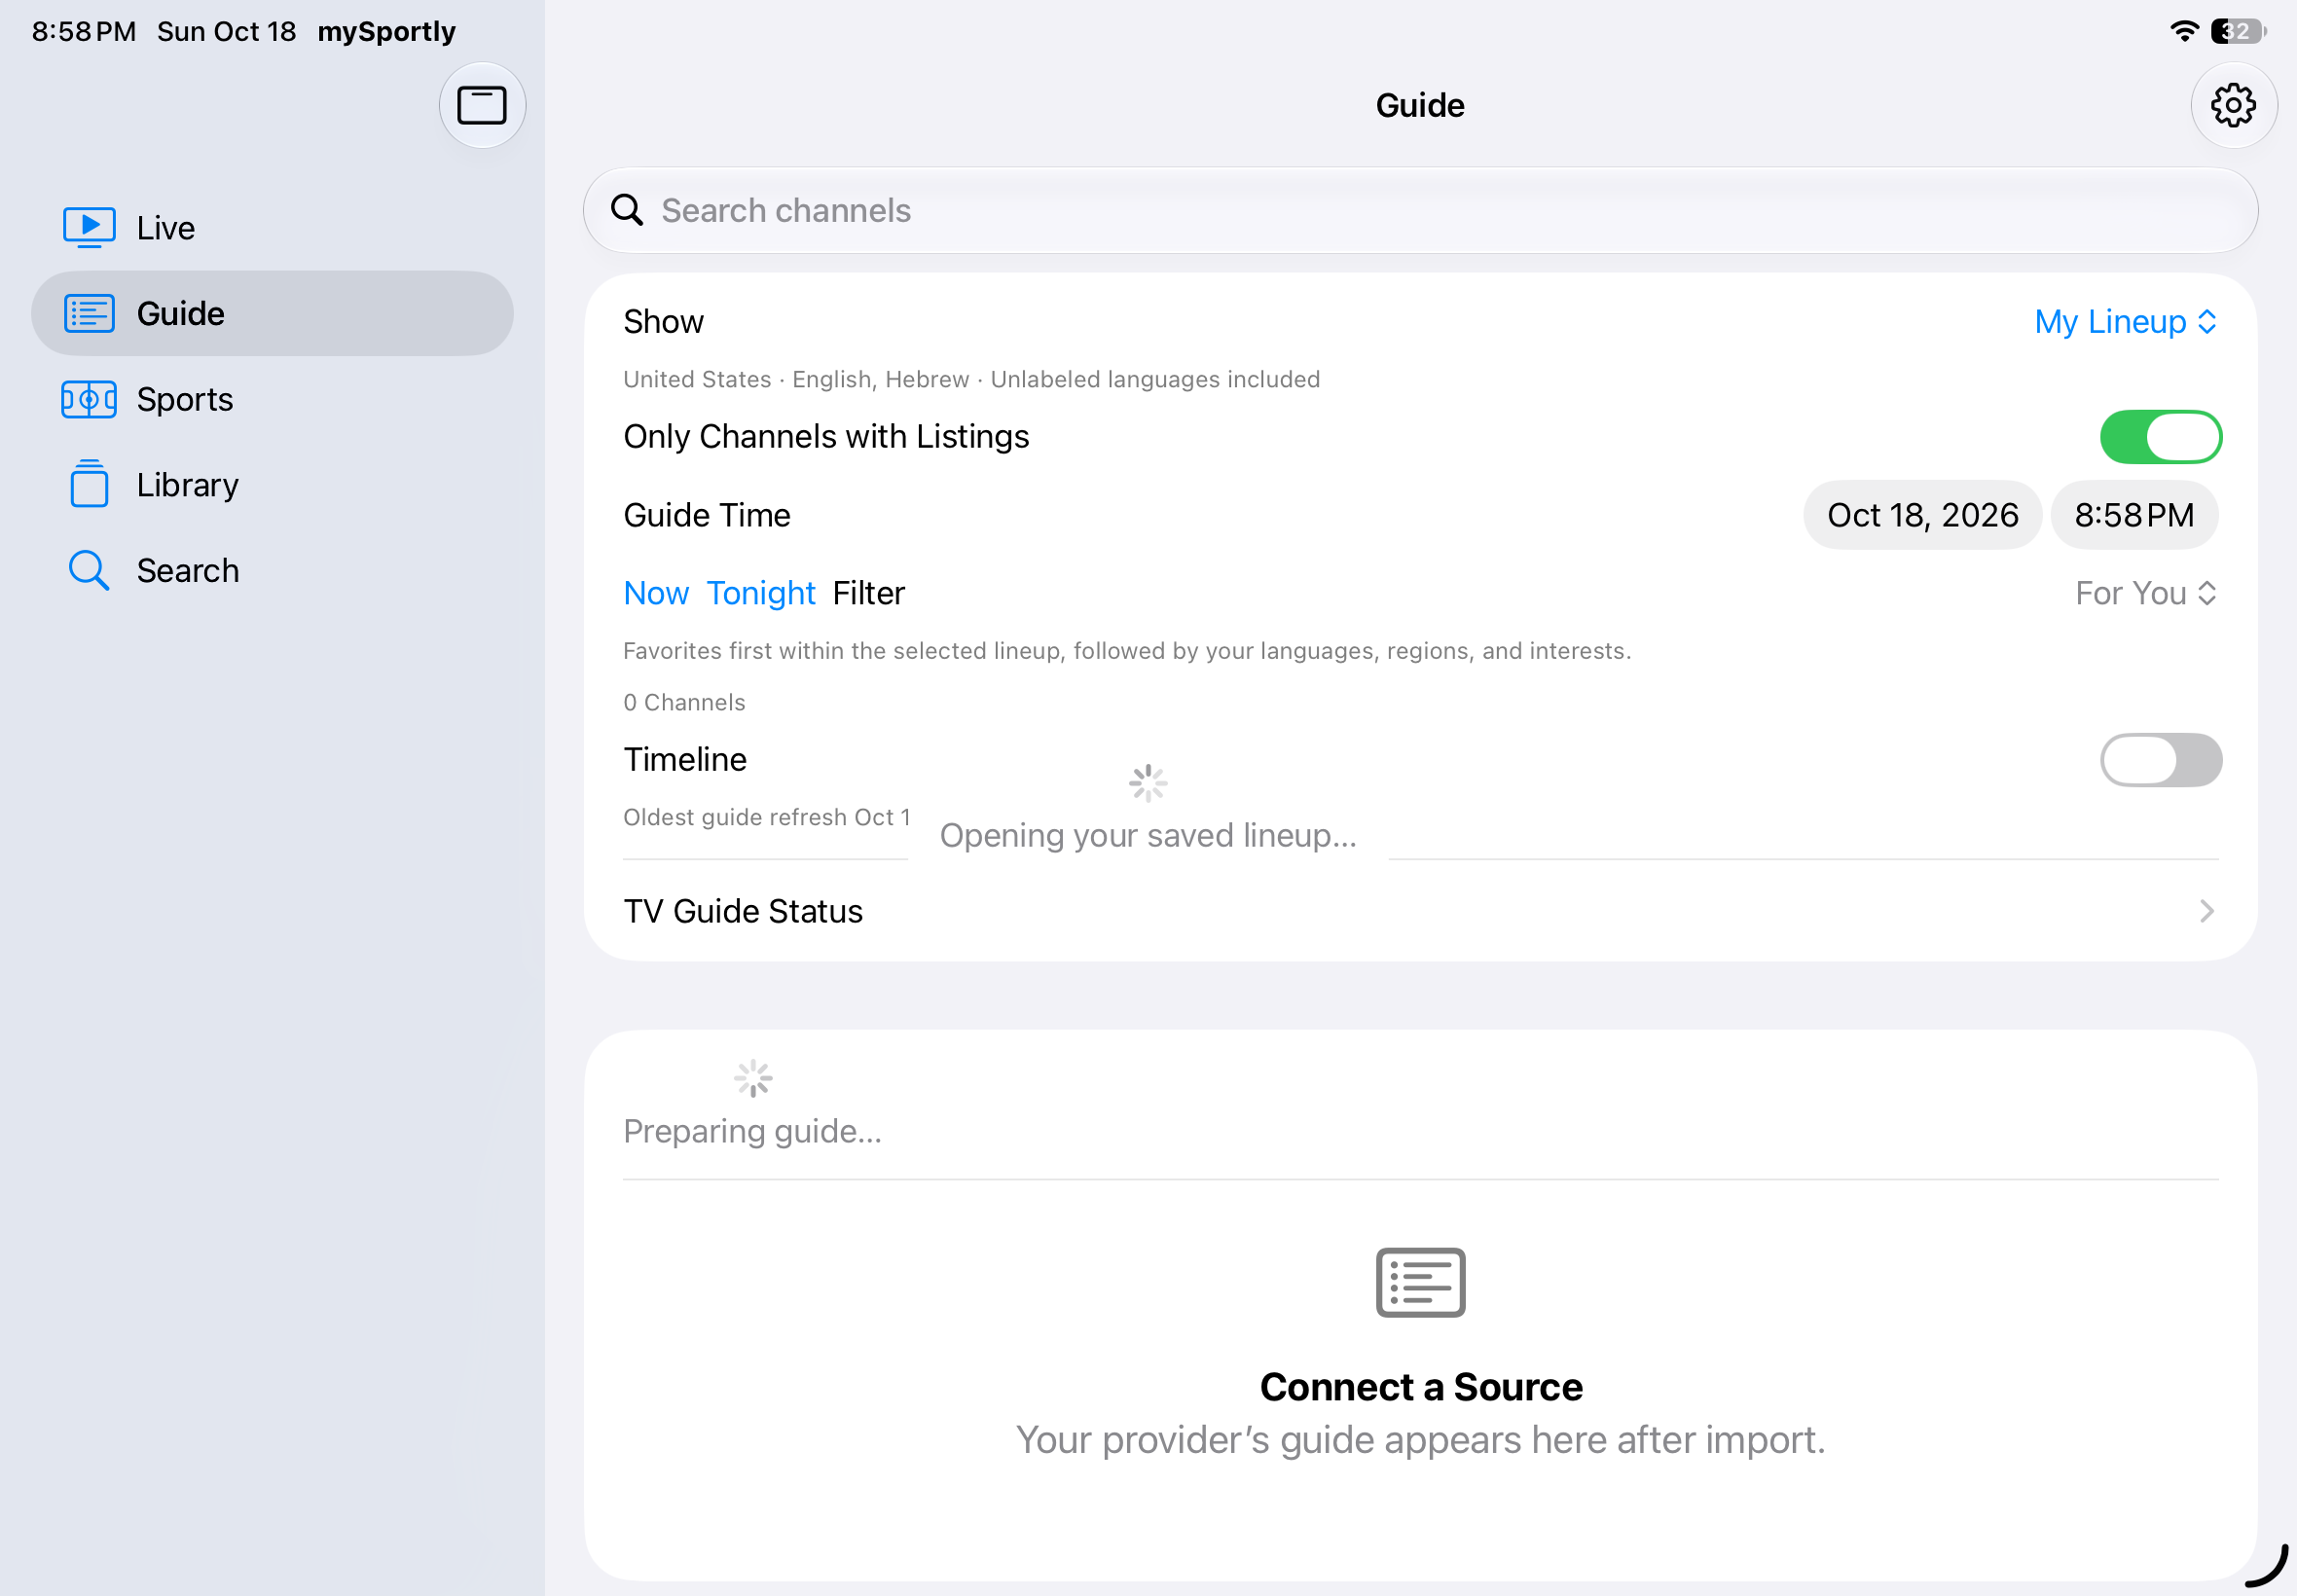 8:58 PM Sun Oct 18 mySportly
32
Guide
Live
Guide
Sports
Library
Search
Search channels
Show My Lineup
United States · English, Hebrew · Unlabeled languages included
Only Channels with Listings
Guide Time Oct 18, 2026 8:58 PM
Now Tonight Filter For You
Favorites first within the selected lineup, followed by your languages, regions, and interests.
0 Channels
Timeline
Oldest guide refresh Oct 1
Opening your saved lineup...
TV Guide Status
Preparing guide...
Connect a Source
Your provider’s guide appears here after import.